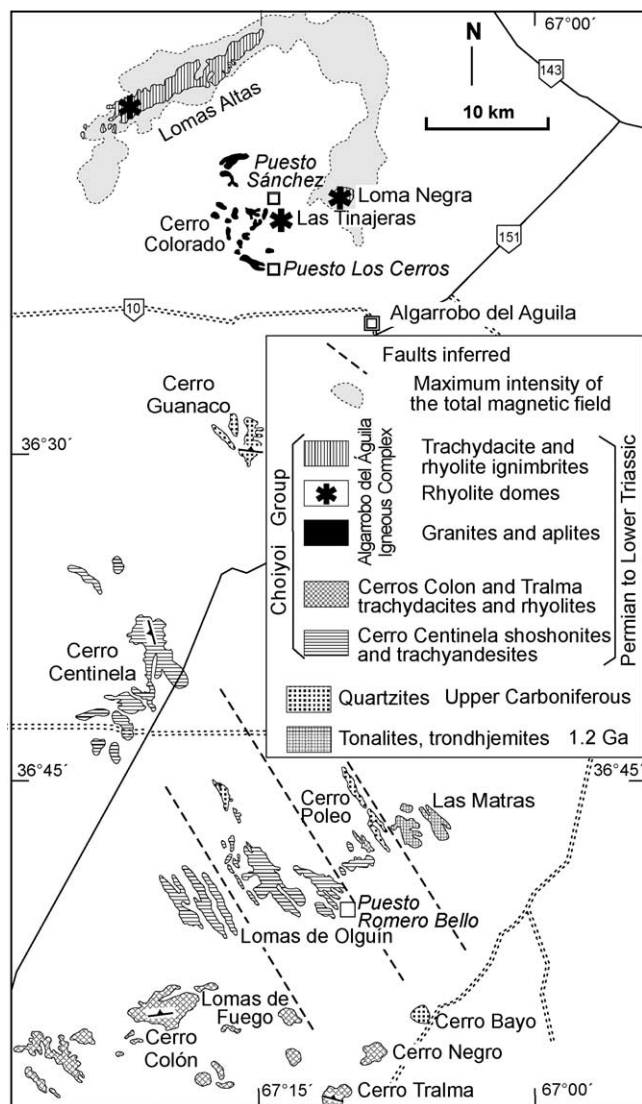 67°00´
N
143
10 km
Lomas Altas
Puesto
Sánchez
Loma Negra
Las Tinajeras
Cerro
Colorado
151
Puesto Los Cerros
10
Algarrobo del Aguila
Faults inferred
Cerro
Guanaco
Maximum intensity of
the total magnetic field
36°30´
Choiyoi Group
Algarrobo del Águila
Igneous Complex
Trachydacite and
rhyolite ignimbrites
Rhyolite domes
Granites and aplites
Cerros Colon and Tralma
trachydacites and rhyolites
Cerro Centinela shoshonites
and trachyandesites
Permian to Lower Triassic
Quartzites Upper Carboniferous
Tonalites, trondhjemites 1.2 Ga
Cerro
Centinela
36°45´
36°45´
Cerro
Poleo
Las Matras
Puesto
Romero Bello
Lomas de Olguín
Lomas de
Fuego
Cerro
Colón
Cerro Bayo
Cerro Negro
67°15´
67°00´
Cerro Tralma